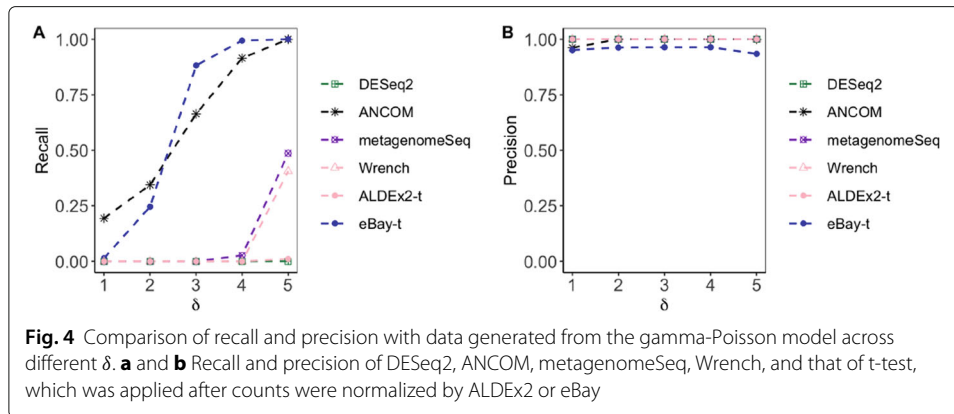 A
1.00
0.75
0.50
0.25
0.00
Recall
1 2 3 4 5
δ
DESeq2
ANCOM
metagenomeSeq
Wrench
ALDEx2-t
eBay-t
B
1.00
0.75
0.50
0.25
0.00
Precision
1 2 3 4 5
δ
DESeq2
ANCOM
metagenomeSeq
Wrench
ALDEx2-t
eBay-t
Fig. 4 Comparison of recall and precision with data generated from the gamma-Poisson model across
different δ. a and b Recall and precision of DESeq2, ANCOM, metagenomeSeq, Wrench, and that of t-test,
which was applied after counts were normalized by ALDEx2 or eBay